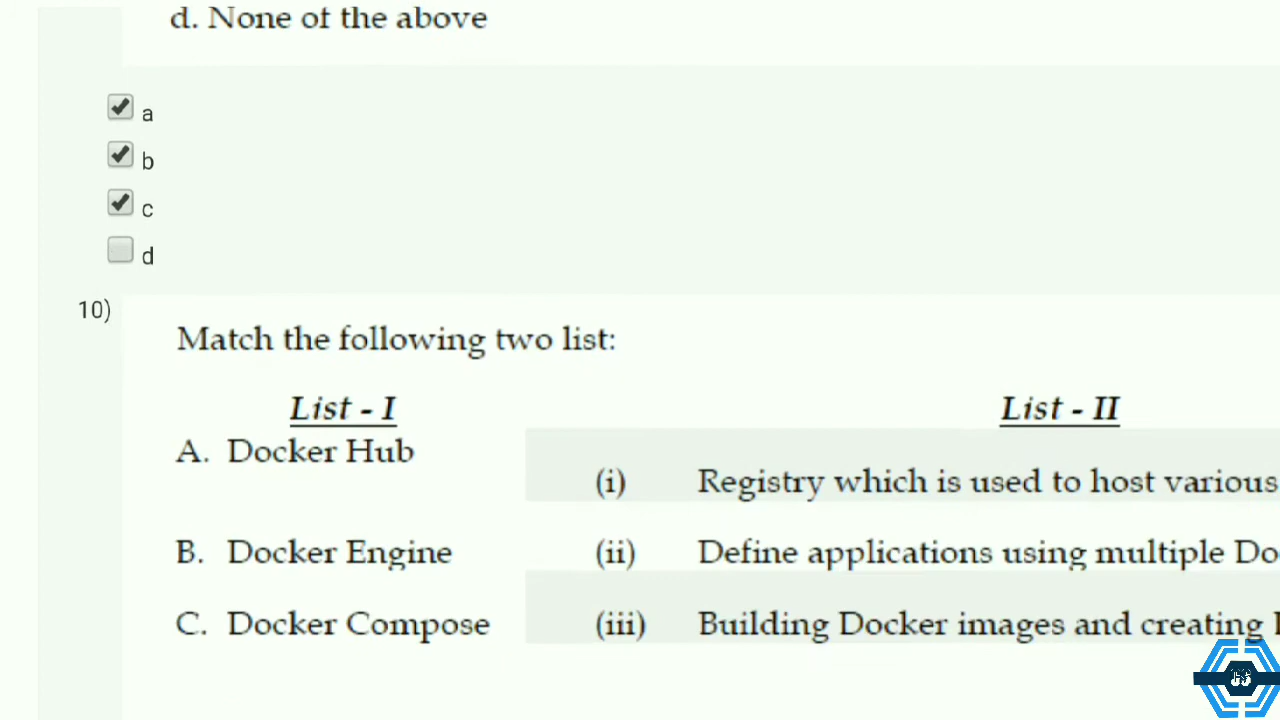 d. None of the above
a
b
c
d
10)
Match the following two list:
List - I
List - II
A. Docker Hub
(i) Registry which is used to host various
B. Docker Engine
(ii) Define applications using multiple
C. Docker Compose
(iii) Building Docker images and creating